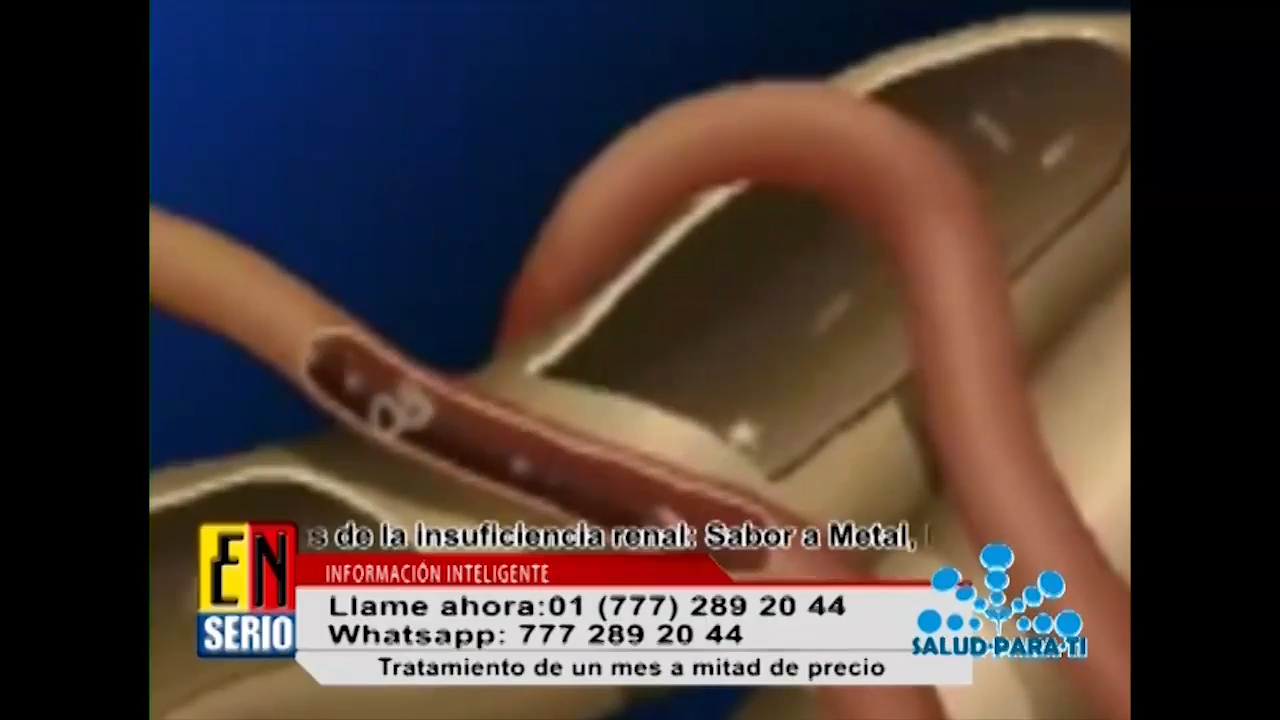 de la Insuficiencia renal: Sabor a Metal,
EN
SERIO
INFORMACIÓN INTELIGENTE
Llame ahora:01 (777) 289 20 44
Whatsapp: 777 289 20 44
Tratamiento de un mes a mitad de precio
SALUD·PARA·TI